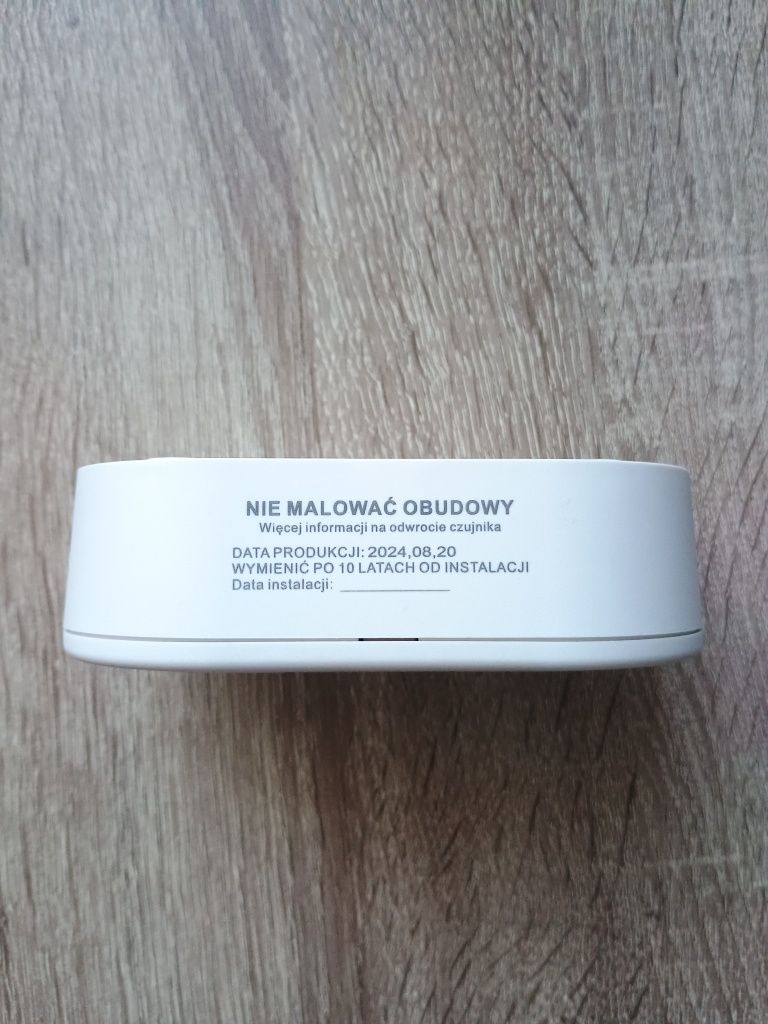 NIE MALOWAĆ OBUDOWY
Więcej informacji na odwrocie czujnika
DATA PRODUKCJI: 2024,08,20
WYMIENIĆ PO 10 LATACH OD INSTALACJI
Data instalacji: _______________